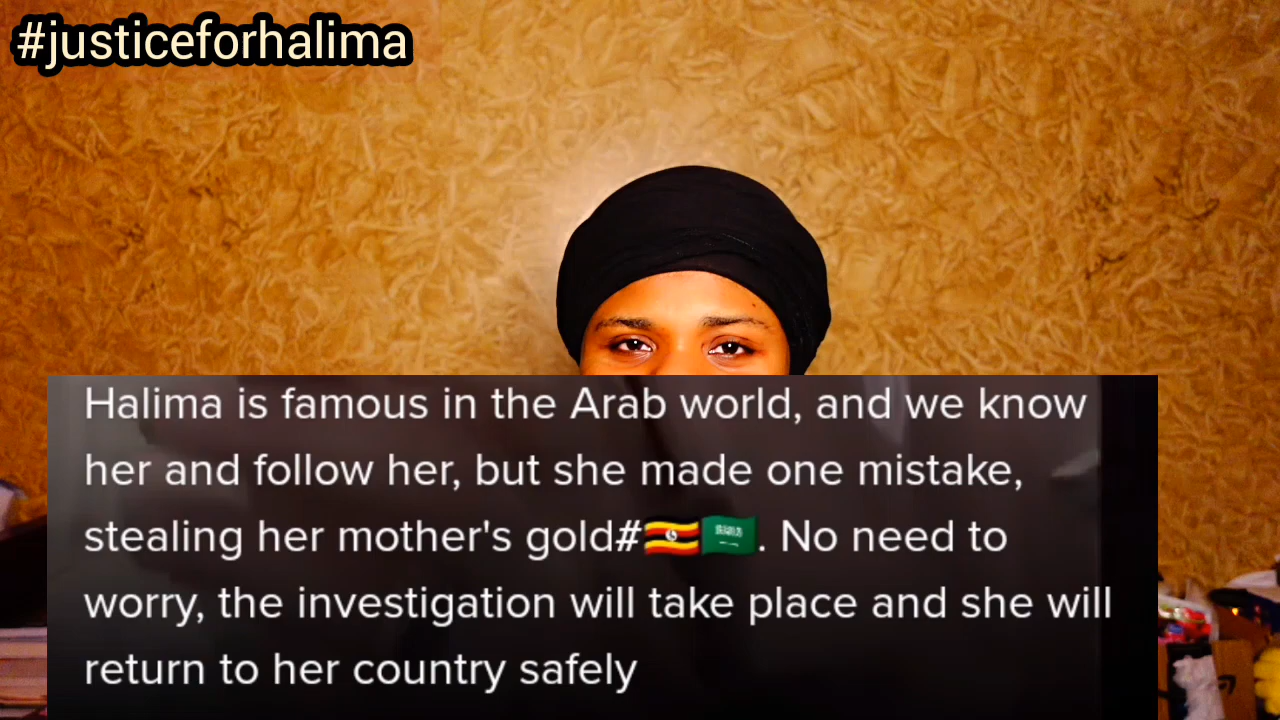 #justiceforhalima
Halima is famous in the Arab world, and we know
her and follow her, but she made one mistake,
stealing her mother's gold#🇺🇬🇸🇦. No need to
worry, the investigation will take place and she will
return to her country safely